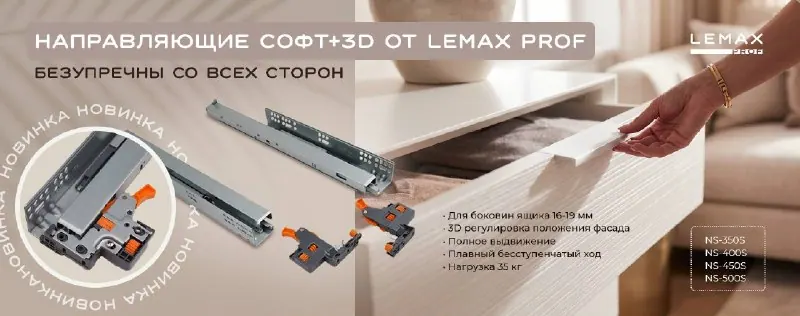 НАПРАВЛЯЮЩИЕ СОФТ+3D ОТ LEMAX PROF
БЕЗУПРЕЧНЫ СО ВСЕХ СТОРОН
LEMAX
PROF
НОВИНКА НОВИНКА НОВИНКА НОВИНКА НОВИНКА
• Для боковин ящика 16-19 мм
• 3D регулировка положения фасада
• Полное выдвижение
• Плавный бесступенчатый ход
• Нагрузка 35 кг
NS-350S
NS-400S
NS-450S
NS-500S